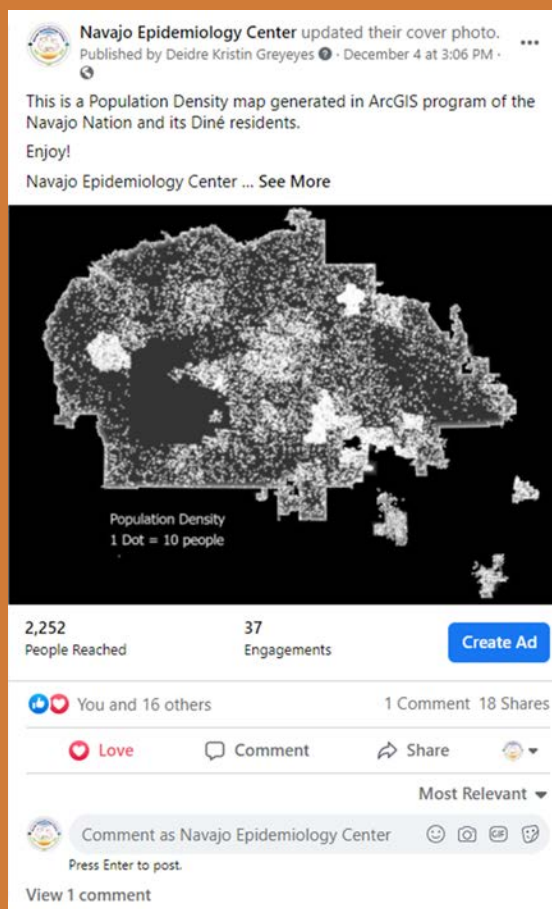 Navajo Epidemiology Center updated their cover photo.
Published by Deidre Kristin Greyeyes · December 4 at 3:06 PM ·
This is a Population Density map generated in ArcGIS program of the
Navajo Nation and its Diné residents.
Enjoy!
Navajo Epidemiology Center ... See More
Population Density
1 Dot = 10 people
2,252
People Reached
37
Engagements
Create Ad
You and 16 others
1 Comment 18 Shares
Love
Comment
Share
Most Relevant
Comment as Navajo Epidemiology Center
GIF
Press Enter to post.
View 1 comment